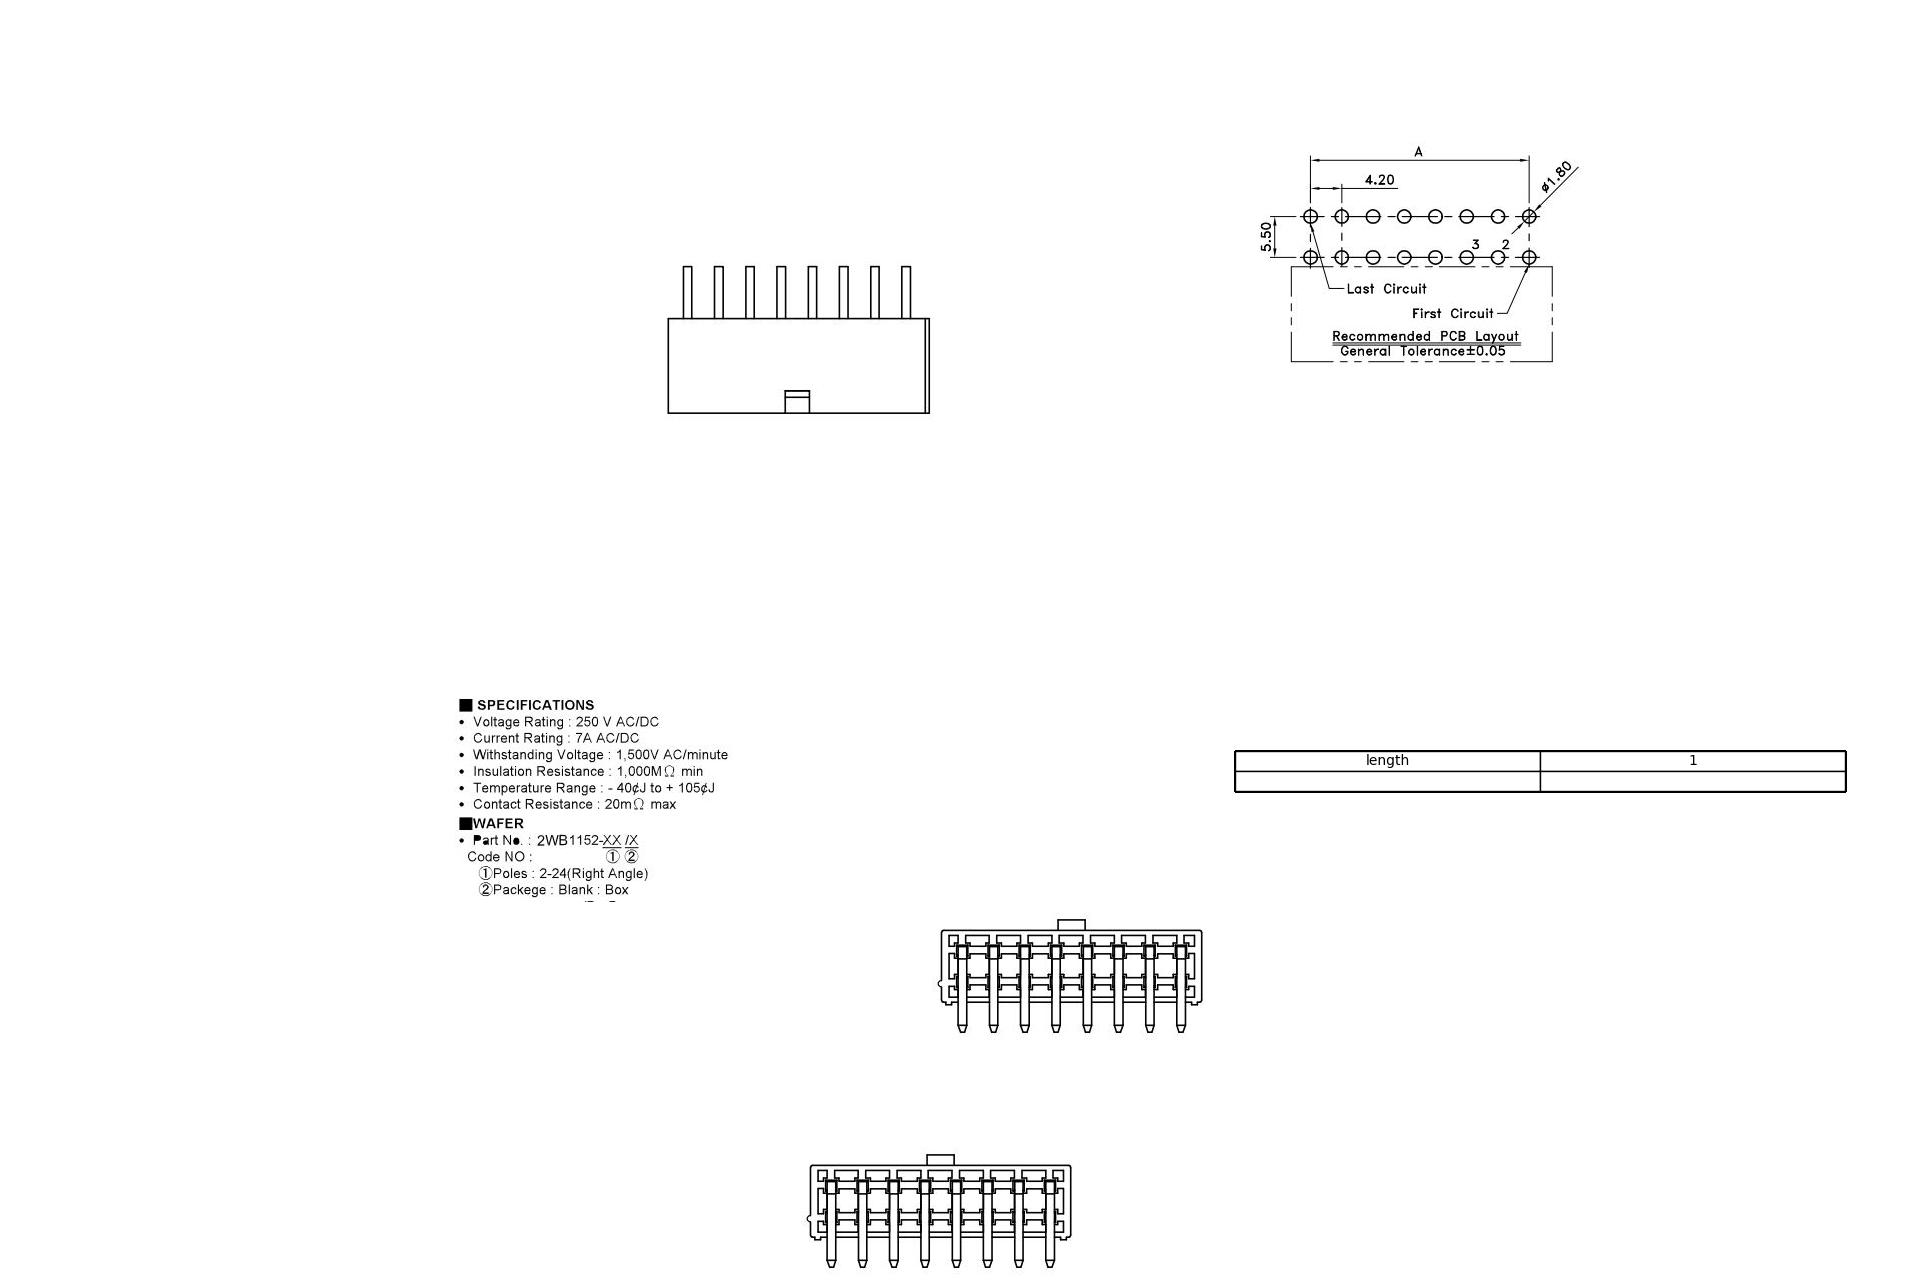 A
4.20
ø1.80
5.50
3 2
Last Circuit
First Circuit
Recommended PCB Layout
General Tolerance±0.05
■ SPECIFICATIONS
• Voltage Rating : 250 V AC/DC
• Current Rating : 7A AC/DC
• Withstanding Voltage : 1,500V AC/minute
• Insulation Resistance : 1,000MΩ min
• Temperature Range : - 40¢J to + 105¢J
• Contact Resistance : 20mΩ max
■WAFER
• Part No. : 2WB1152-XX /X
Code NO : ① ②
①Poles : 2-24(Right Angle)
②Packege : Blank : Box
length 1